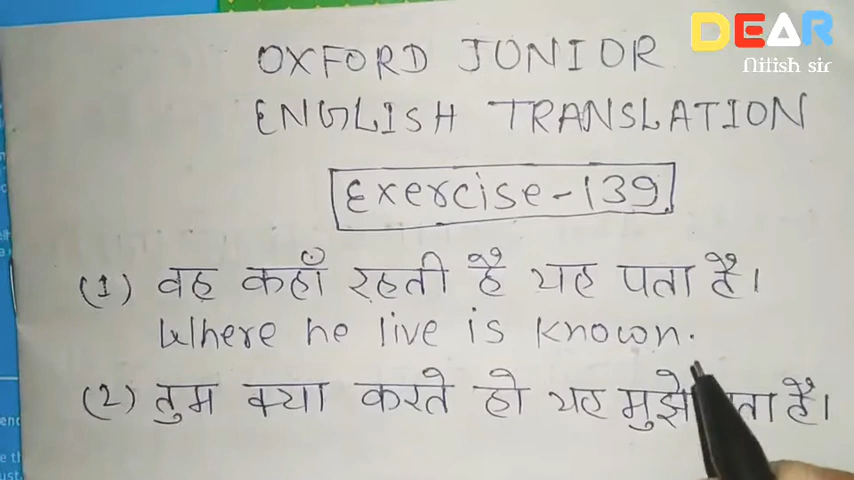 DEAR
Nitish sir
OXFORD JUNIOR
ENGLISH TRANSLATION
Exercise-139
(1) वह कहाँ रहती है यह पता है।
Where he live is known.
(2) तुम क्या करते हो यह मुझे है।